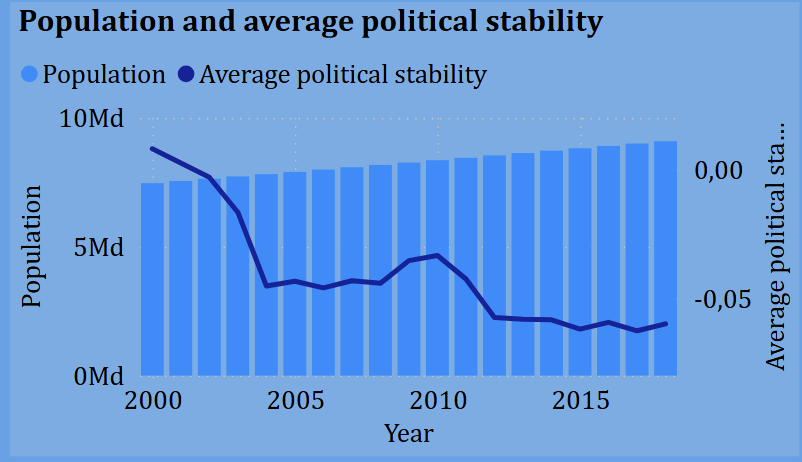 Population and average political stability
Population Average political stability
Population
10Md
5Md
0Md
2000 2005 2010 2015
Year
0,00
-0,05
Average political sta...